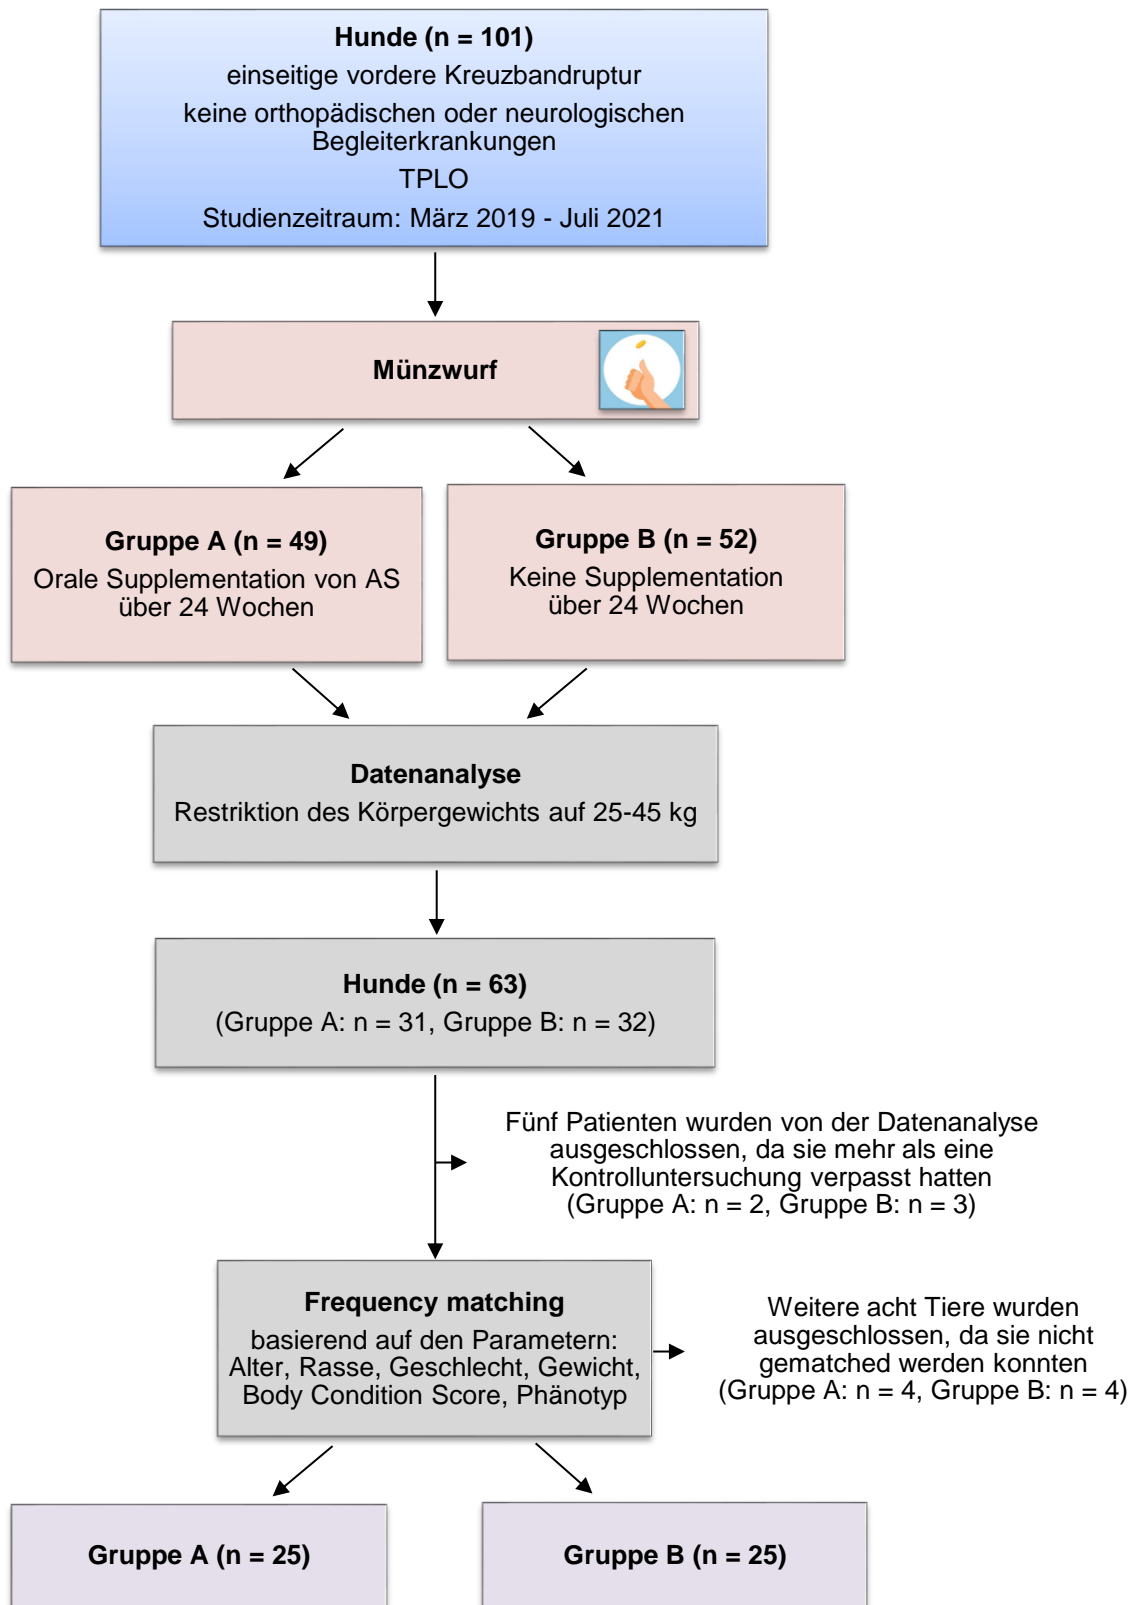 Hunde (n = 101)
einseitige vordere Kreuzbandruptur
keine orthopädischen oder neurologischen
Begleiterkrankungen
TPLO
Studienzeitraum: März 2019 - Juli 2021
Münzwurf
Gruppe A (n = 49)
Orale Supplementation von AS
über 24 Wochen
Gruppe B (n = 52)
Keine Supplementation
über 24 Wochen
Datenanalyse
Restriktion des Körpergewichts auf 25-45 kg
Hunde (n = 63)
(Gruppe A: n = 31, Gruppe B: n = 32)
Fünf Patienten wurden von der Datenanalyse
ausgeschlossen, da sie mehr als eine
Kontrolluntersuchung verpasst hatten
(Gruppe A: n = 2, Gruppe B: n = 3)
Frequency matching
basierend auf den Parametern:
Alter, Rasse, Geschlecht, Gewicht,
Body Condition Score, Phänotyp
Weitere acht Tiere wurden
ausgeschlossen, da sie nicht
gematched werden konnten
(Gruppe A: n = 4, Gruppe B: n = 4)
Gruppe A (n = 25)
Gruppe B (n = 25)